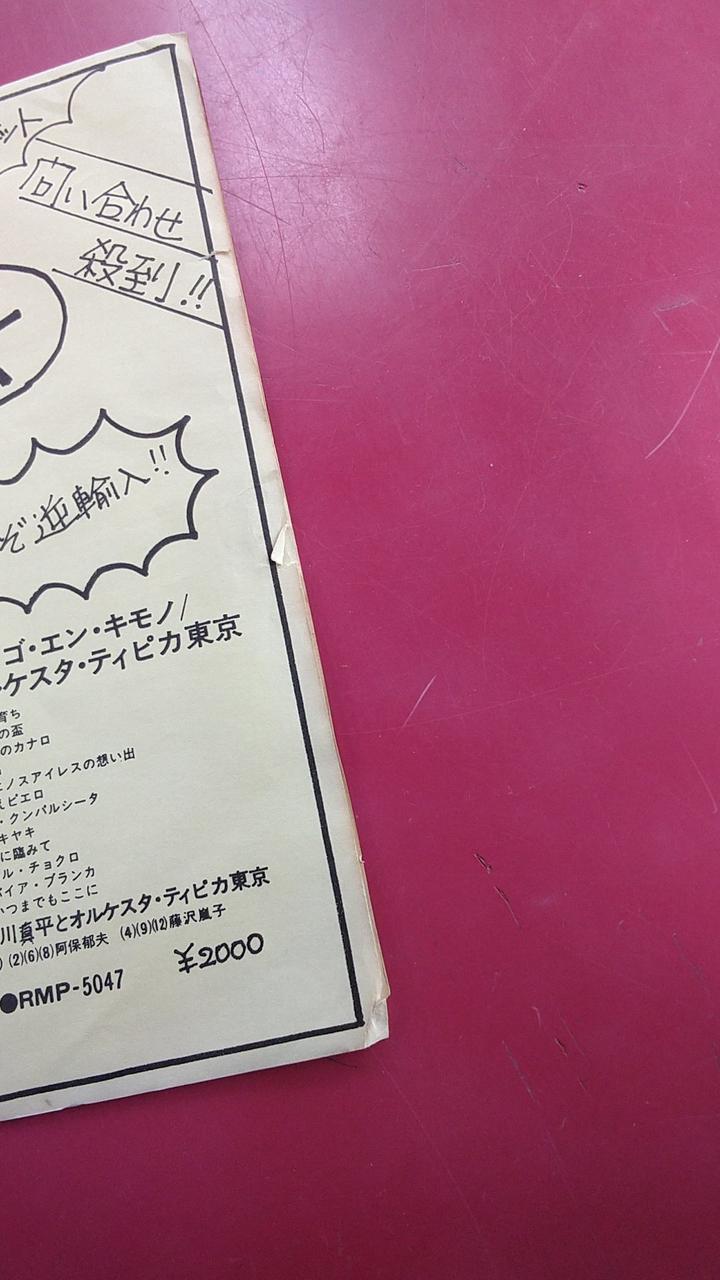 ット
問い合わせ
殺到!!
ぞ逆輸入!!
ゴ・エン・キモノ/
ルケスタ・ティピカ東京
育ち
の盃
のカナロ
ノスアイレスの想い出
ピエロ
・クンパルシータ
キヤキ
に臨みて
ル・チョクロ
バイア・ブランカ
いつまでもここに
川真平とオルケスタ・ティピカ東京
(2)(6)(8)阿保郁夫 (4)(9)(12)藤沢嵐子
●RMP-5047 ¥2000